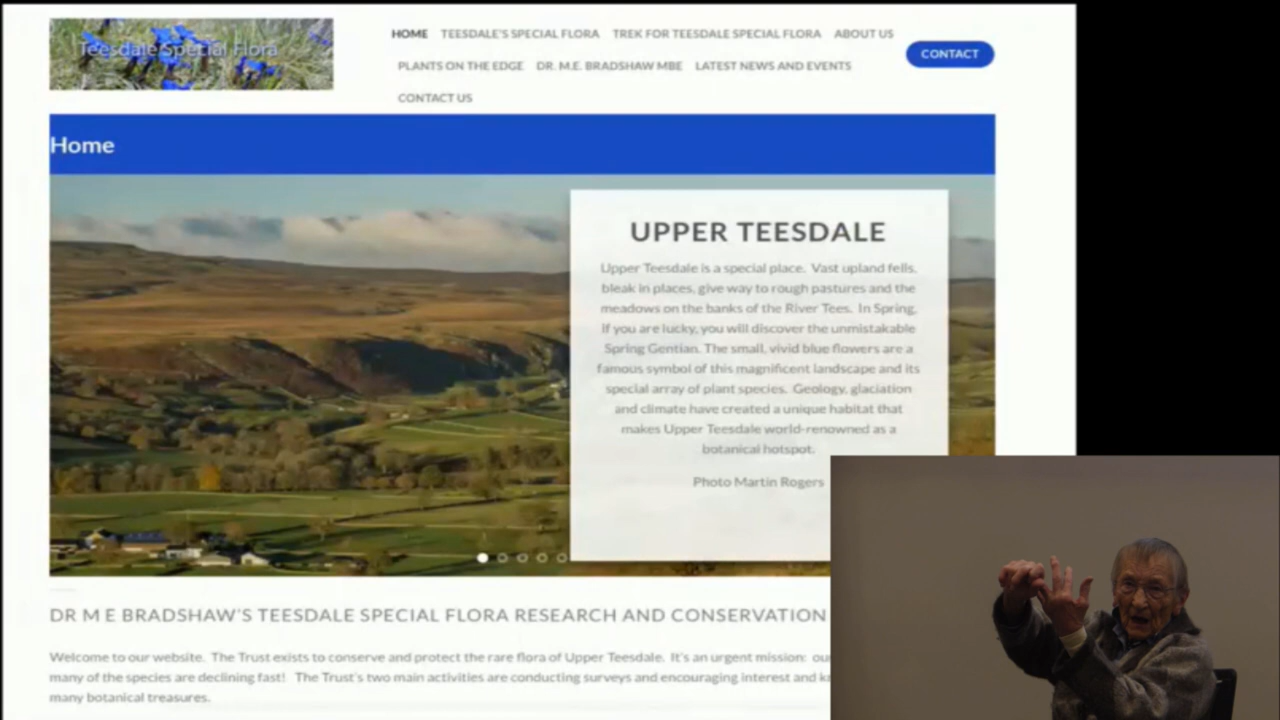 Teesdale Special Flora
HOME TEESDALE'S SPECIAL FLORA TREK FOR TEESDALE SPECIAL FLORA ABOUT US
PLANTS ON THE EDGE DR. M.E. BRADSHAW MBE LATEST NEWS AND EVENTS
CONTACT US
CONTACT
Home
UPPER TEESDALE
Upper Teesdale is a special place. Vast upland fells,
bleak in places, give way to rough pastures and the
meadows on the banks of the River Tees. In Spring,
if you are lucky, you will discover the unmistakable
Spring Gentian. The small, vivid blue flowers are a
famous symbol of this magnificent landscape and its
special array of plant species. Geology, glaciation
and climate have created a unique habitat that
makes Upper Teesdale world-renowned as a
botanical hotspot.
Photo Martin Rogers
DR M E BRADSHAW'S TEESDALE SPECIAL FLORA RESEARCH AND CONSERVATION
Welcome to our website. The Trust exists to conserve and protect the rare flora of Upper Teesdale. It's an urgent mission:
many of the species are declining fast! The Trust's two main activities are conducting surveys and encouraging interest and
many botanical treasures.